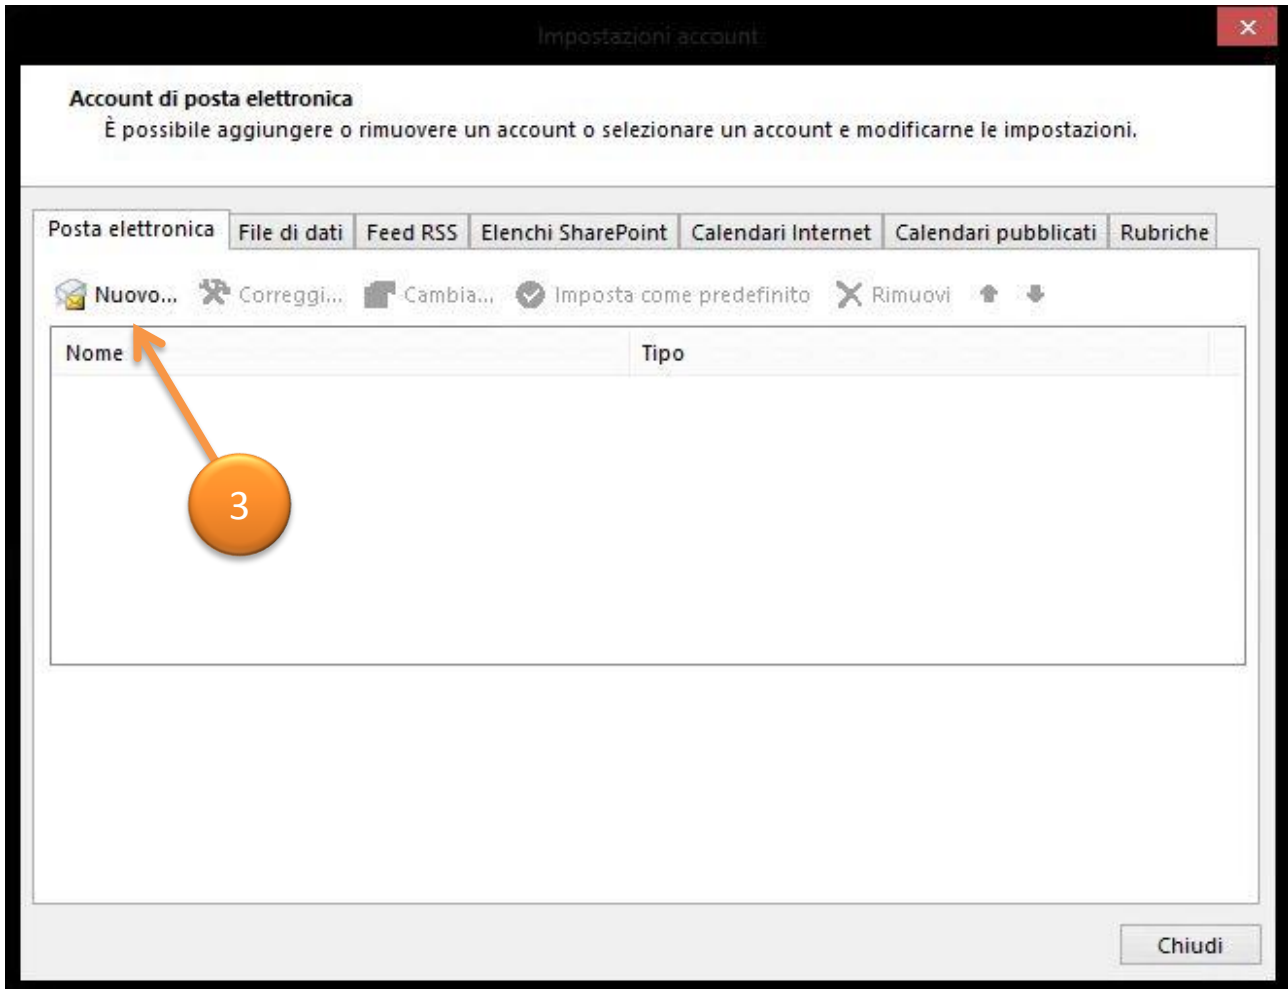 Impostazioni account
Account di posta elettronica
È possibile aggiungere o rimuovere un account o selezionare un account e modificarne le impostazioni.
Posta elettronica File di dati Feed RSS Elenchi SharePoint Calendari Internet Calendari pubblicati Rubriche
Nuovo... Correggi... Cambia... Imposta come predefinito Rimuovi
Nome Tipo
3
Chiudi